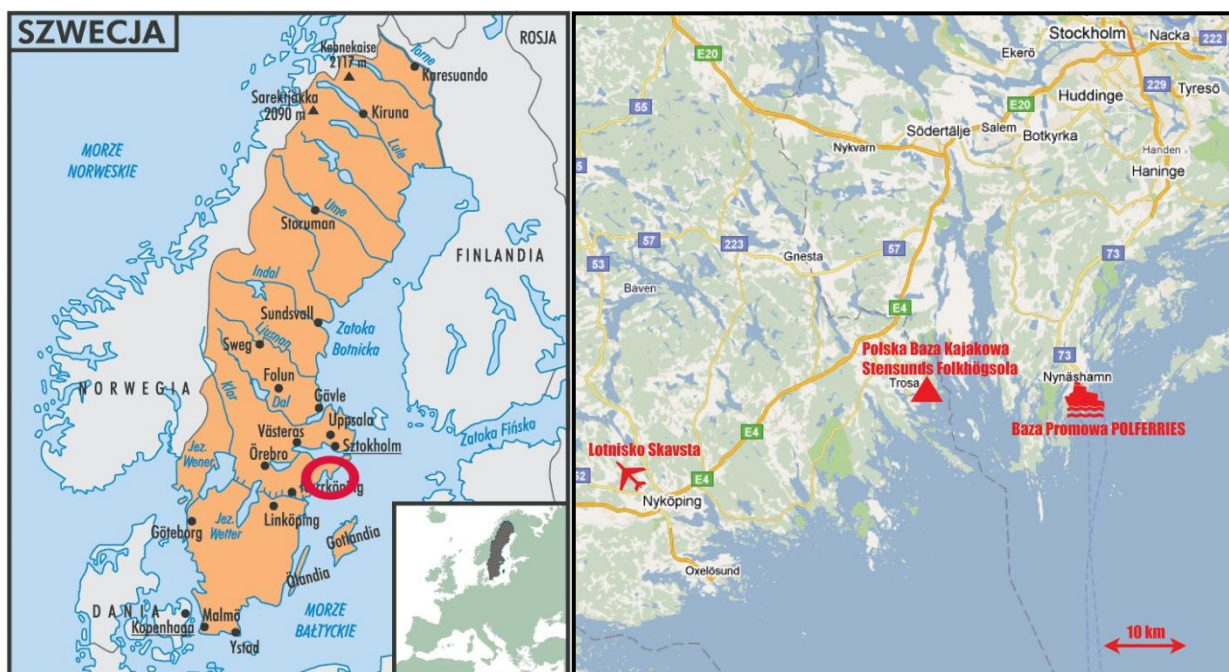 SZWECJA
ROSJA
Kebnekaise
2117 m
Torne
Karesuando
Sarektjåkka
2090 m
Kiruna
Lule
MORZE
NORWESKIE
Ume
Storuman
FINLANDIA
Indal
Sundsvall
Zatoka
Botnicka
Ljusnan
Sweg
NORWEGIA
Folun
Klar
Dal
Gävle
Uppsala
Västeras
Sztokholm
Zatoka Fińska
Örebro
Jez.
Wener
Linköping
Jez.
Wetter
Göteborg
Gotlandia
Ölandia
DANIA
Malmö
Kopenhaga
Ystad
MORZE
BAŁTYCKIE
E20
Stockholm
Nacka
222
Ekerö
229
Tyresö
55
Huddinge
E20
Södertälje
Salem
Botkyrka
Nykvarn
Handen
Haninge
57
223
57
73
53
Gnesta
Baven
E4
Polska Baza Kajakowa
Stensunds Folkhögsola
Trosa
73
Nynäshamn
Baza Promowa POLFERRIES
E4
Lotnisko Skavsta
52
E4
Nyköping
Oxelösund
10 km